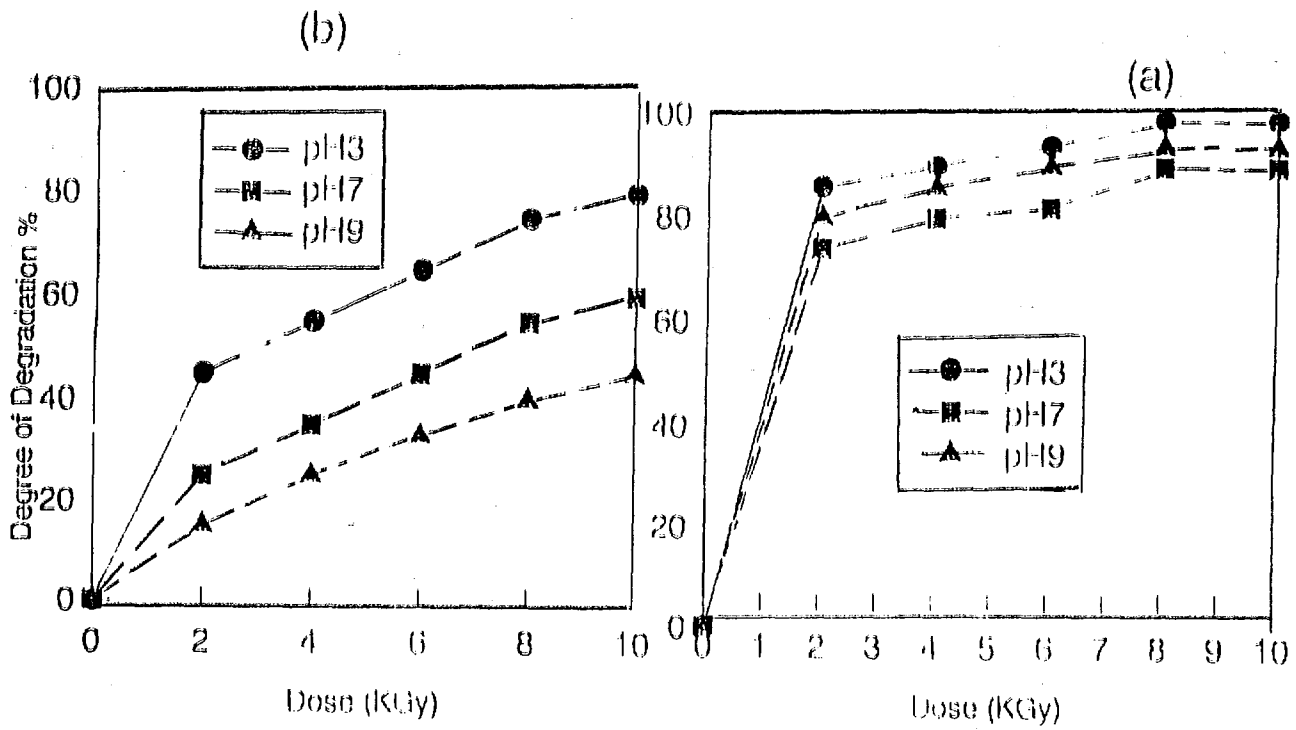 (b)
100
80
60
40
20
0
Degree of Degradation %
pH3
pH7
pH9
0 2 4 6 8 10
Dose (KGy)
(a)
100
80
60
40
20
0
pH3
pH7
pH9
0 1 2 3 4 5 6 7 8 9 10
Dose (KGy)